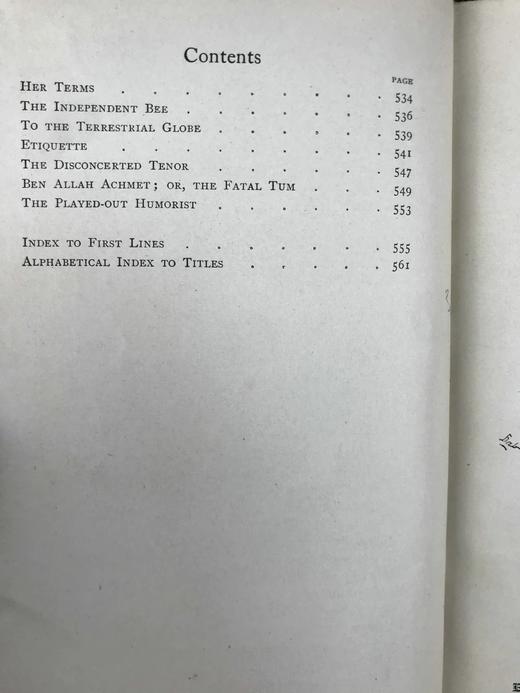 Contents
PAGE
HER TERMS . . . . . . . . . 534
THE INDEPENDENT BEE . . . . . . . 536
TO THE TERRESTRIAL GLOBE . . . . . . 539
ETIQUETTE . . . . . . . . . 541
THE DISCONCERTED TENOR . . . . . . 547
BEN ALLAH ACHMET; OR, THE FATAL TUM . . . 549
THE PLAYED-OUT HUMORIST . . . . . . 553
INDEX TO FIRST LINES . . . . . . . 555
ALPHABETICAL INDEX TO TITLES . . . . . 561